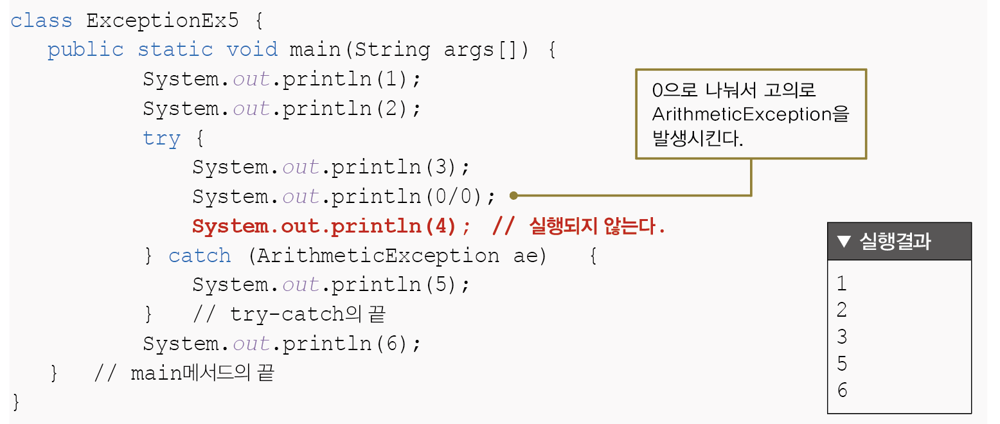 class ExceptionEx5 {
public static void main(String args[]) {
System.out.println(1);
System.out.println(2);
try {
System.out.println(3);
System.out.println(0/0);
System.out.println(4); // 실행되지 않는다.
} catch (ArithmeticException ae) {
System.out.println(5);
} // try-catch의 끝
System.out.println(6);
} // main메서드의 끝
}
0으로 나눠서 고의로
ArithmeticException을
발생시킨다.
▼ 실행결과
1
2
3
5
6